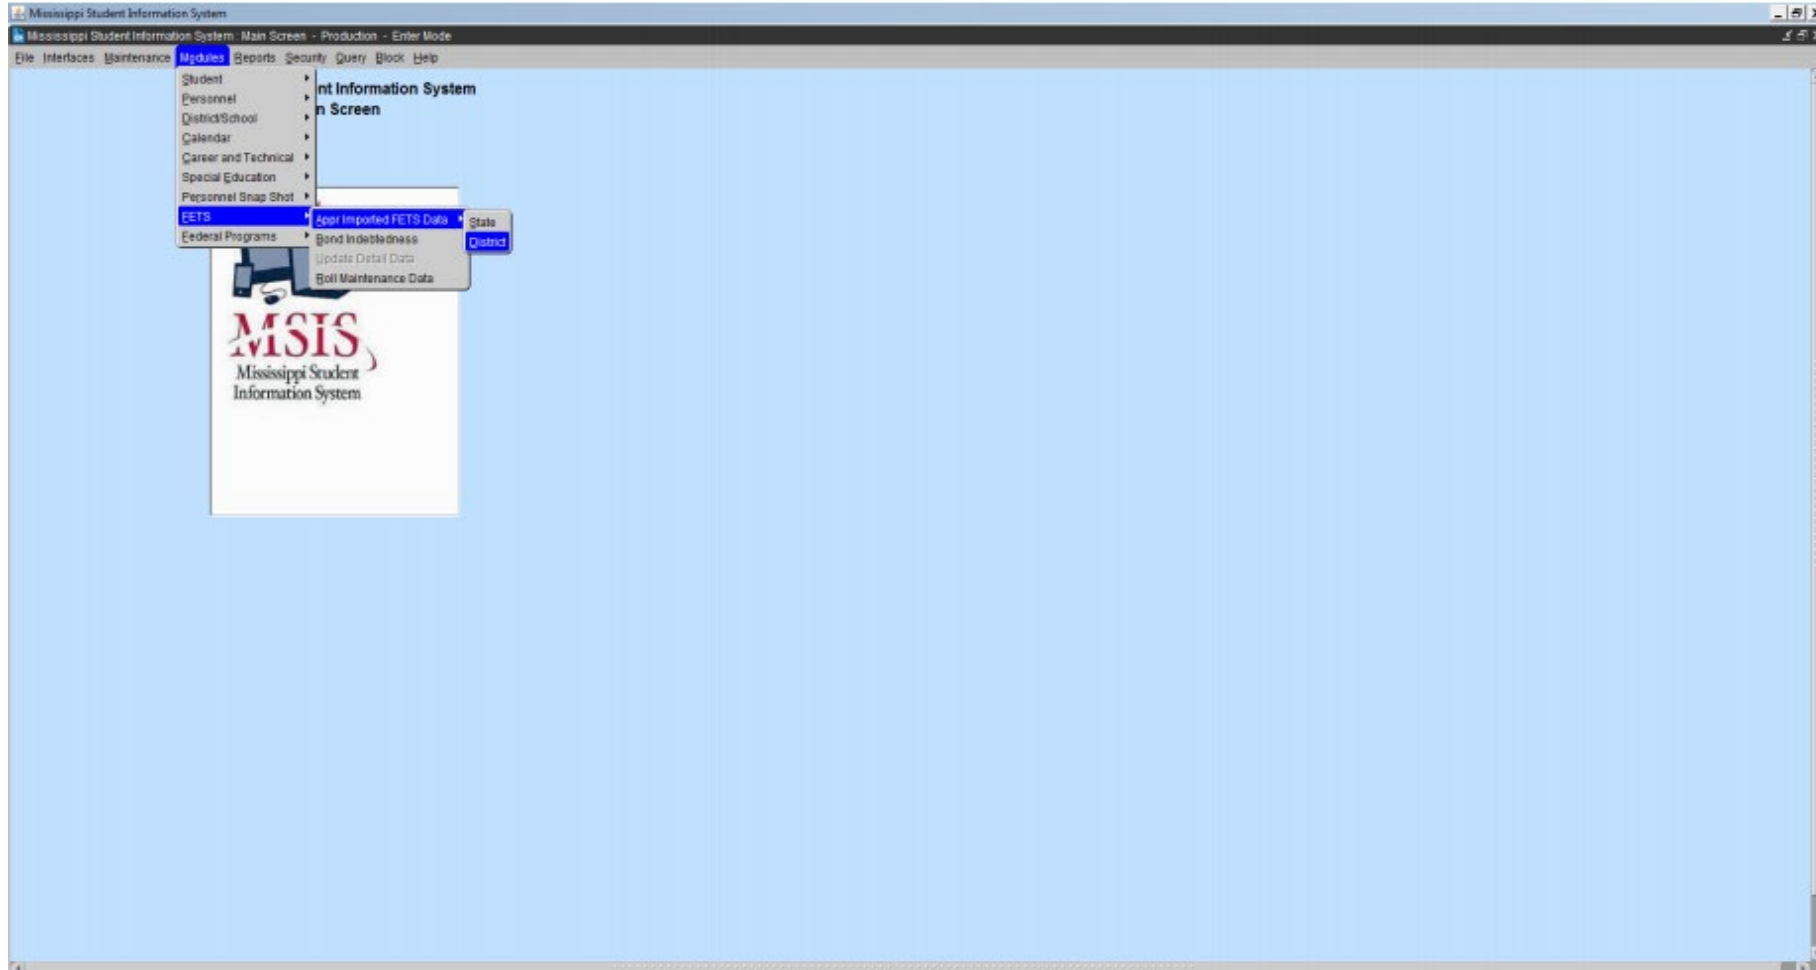 Mississippi Student Information System
Mississippi Student Information System : Main Screen - Production - Enter Mode
File Interfaces Maintenance Modules Reports Security Query Block Help
Student
nt Information System
Personnel
n Screen
District/School
Calendar
Career and Technical
Special Education
Personnel Snap Shot
FETS
Appr Imported FETS Data
State
Federal Programs
Bond Indebtedness
District
Update Detail Data
Roll Maintenance Data
MSIS
Mississippi Student
Information System